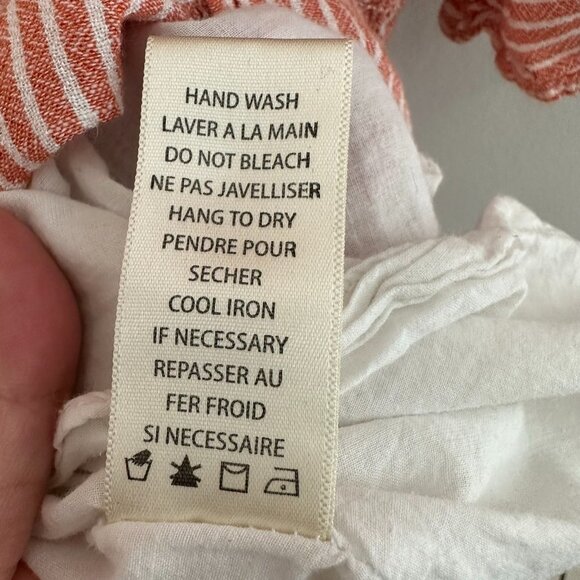 HAND WASH
LAVER A LA MAIN
DO NOT BLEACH
NE PAS JAVELLISER
HANG TO DRY
PENDRE POUR
SECHER
COOL IRON
IF NECESSARY
REPASSER AU
FER FROID
SI NECESSAIRE